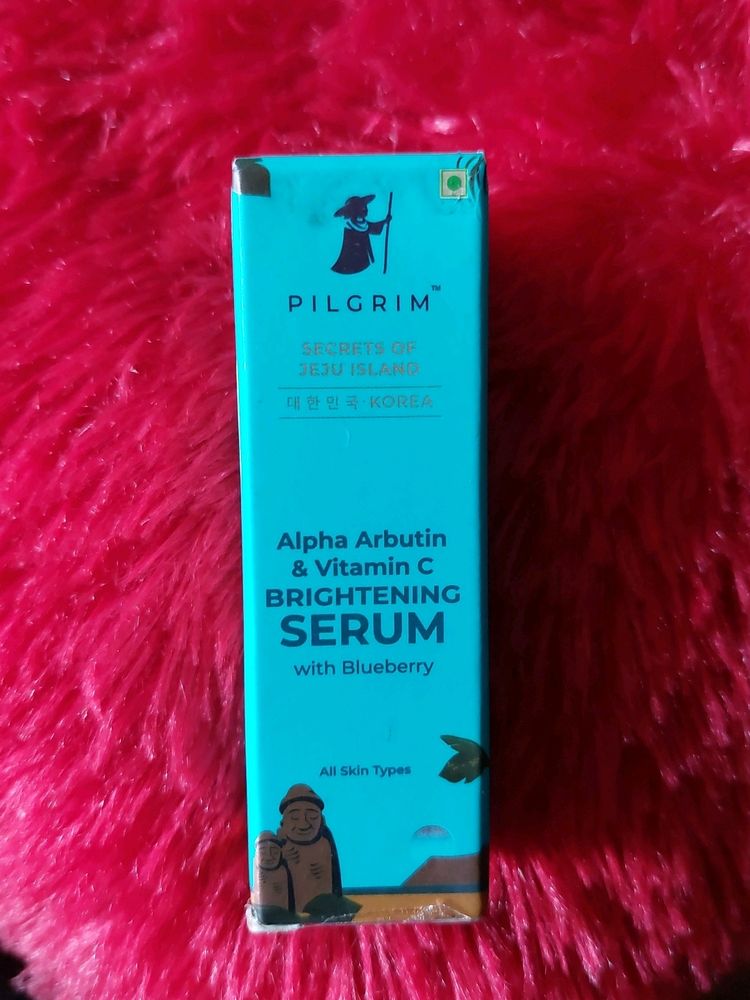 PILGRIM™
SECRETS OF
JEJU ISLAND
대한민국·KOREA
Alpha Arbutin
& Vitamin C
BRIGHTENING
SERUM
with Blueberry
All Skin Types